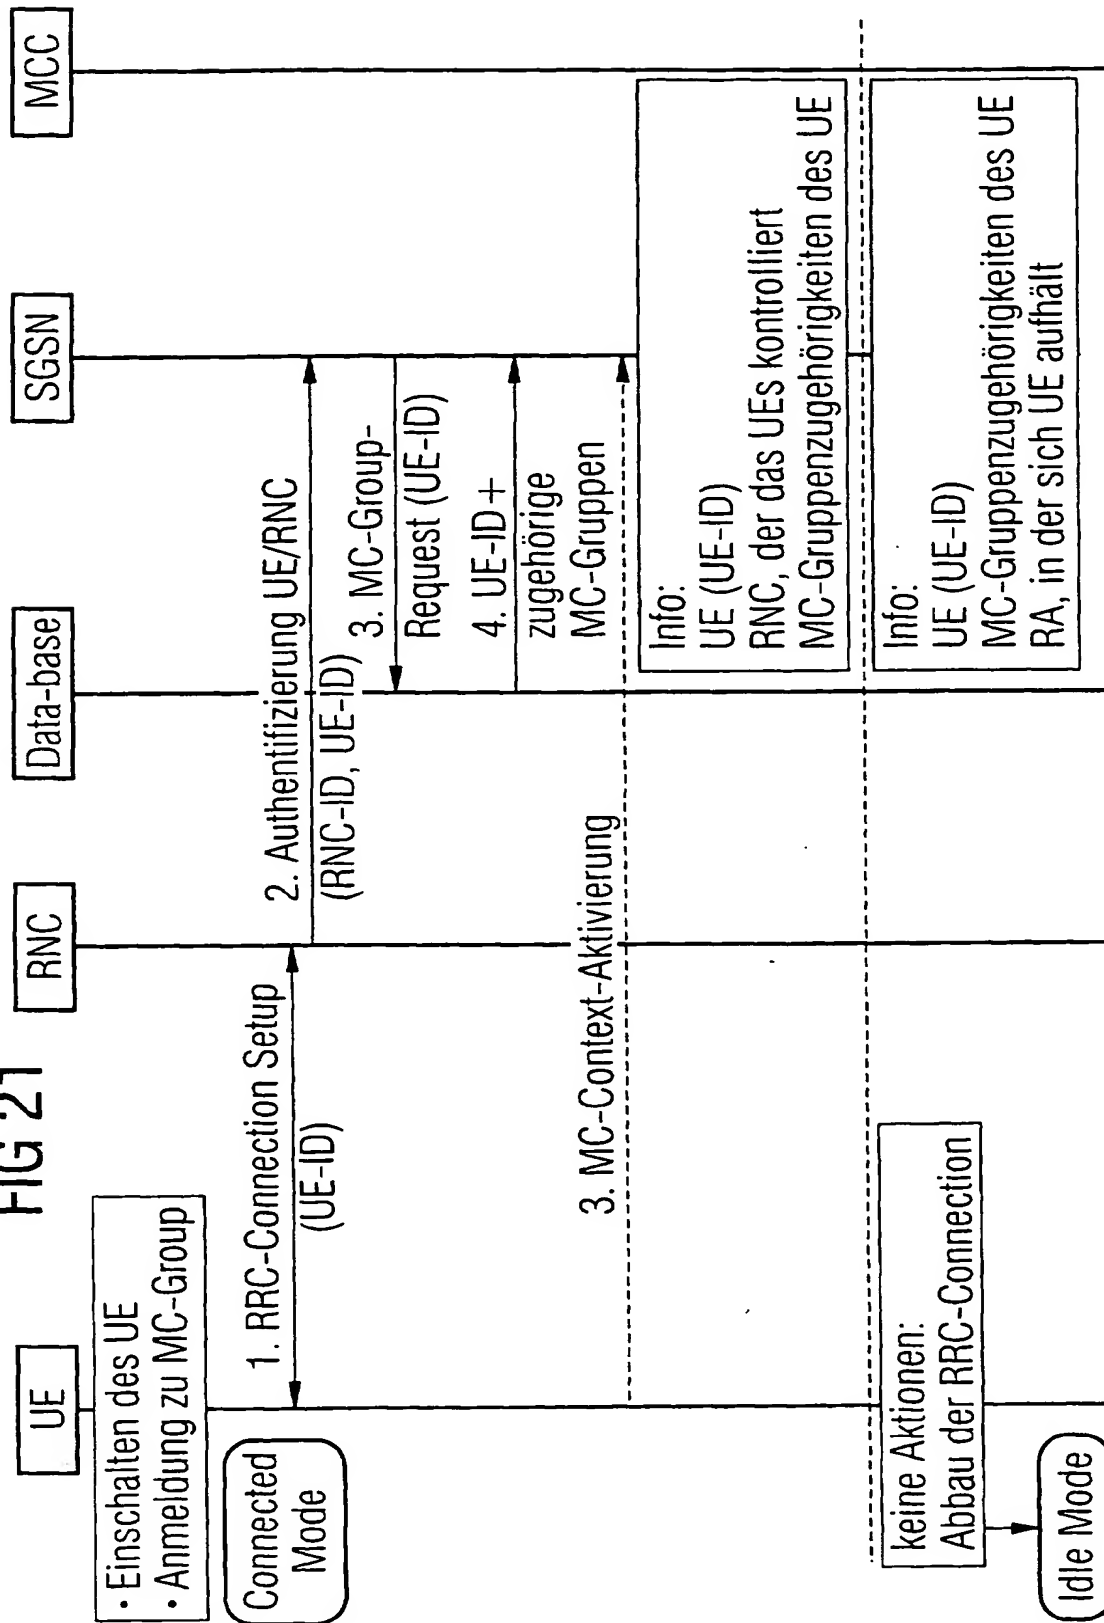 FIG 21
UE
RNC
Data-base
SGSN
MCC
· Einschalten des UE
· Anmeldung zu MC-Group
Connected
Mode
1. RRC-Connection Setup
(UE-ID)
2. Authentifizierung UE/RNC
(RNC-ID, UE-ID)
3. MC-Group-
Request (UE-ID)
4. UE-ID+
zugehörige
MC-Gruppen
3. MC-Context-Aktivierung
Info:
UE (UE-ID)
RNC, der das UEs kontrolliert
MC-Gruppenzugehörigkeiten des UE
keine Aktionen:
Abbau der RRC-Connection
Idle Mode
Info:
UE (UE-ID)
MC-Gruppenzugehörigkeiten des UE
RA, in der sich UE aufhält